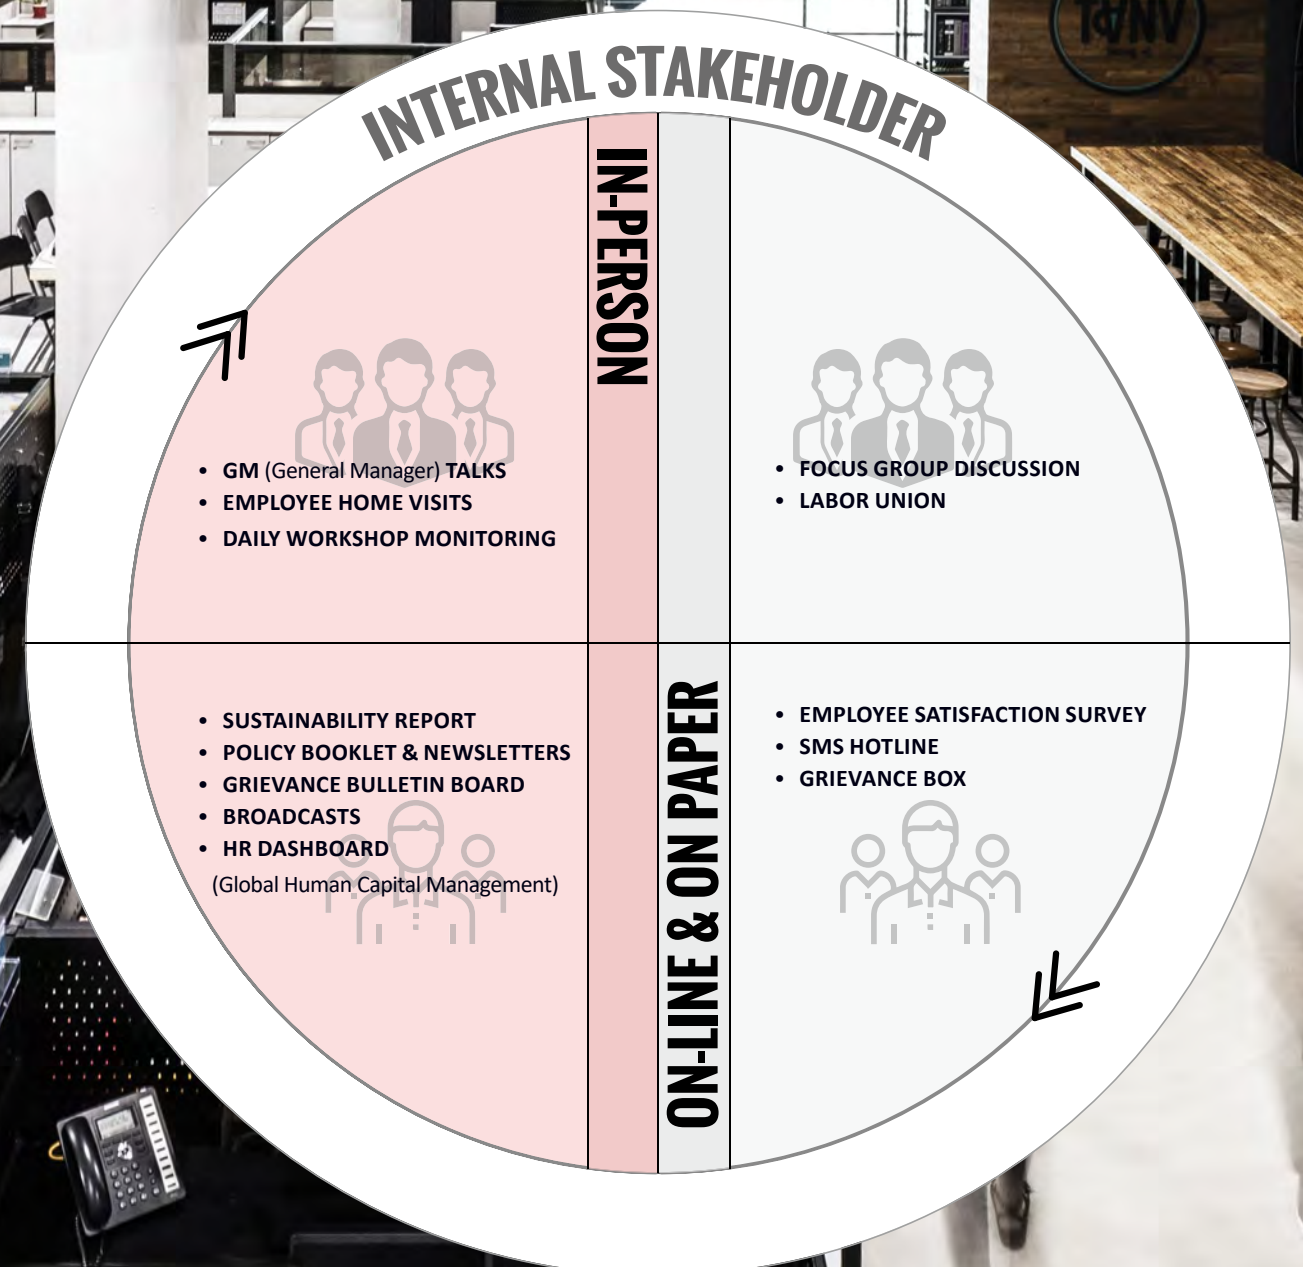 INTERNAL STAKEHOLDER
IN-PERSON
• GM (General Manager) TALKS
• EMPLOYEE HOME VISITS
• DAILY WORKSHOP MONITORING
• FOCUS GROUP DISCUSSION
• LABOR UNION
ON-LINE & ON PAPER
• SUSTAINABILITY REPORT
• POLICY BOOKLET & NEWSLETTERS
• GRIEVANCE BULLETIN BOARD
• BROADCASTS
• HR DASHBOARD
(Global Human Capital Management)
• EMPLOYEE SATISFACTION SURVEY
• SMS HOTLINE
• GRIEVANCE BOX